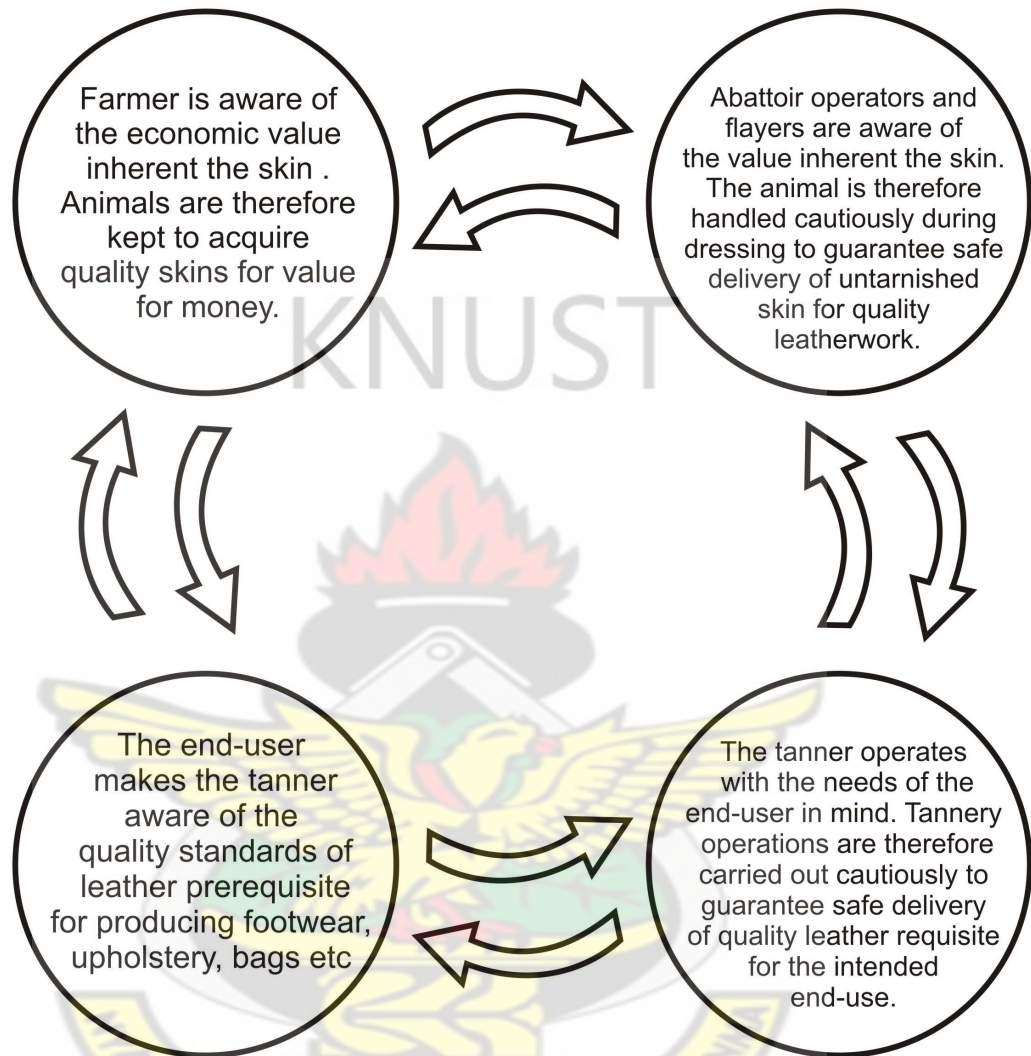 Farmer is aware of
the economic value
inherent the skin .
Animals are therefore
kept to acquire
quality skins for value
for money.
Abattoir operators and
flayers are aware of
the value inherent the skin.
The animal is therefore
handled cautiously during
dressing to guarantee safe
delivery of untarnished
skin for quality
leatherwork.
KNUST
The end-user
makes the tanner
aware of the
quality standards of
leather prerequisite
for producing footwear,
upholstery, bags etc
The tanner operates
with the needs of the
end-user in mind. Tannery
operations are therefore
carried out cautiously to
guarantee safe delivery
of quality leather requisite
for the intended
end-use.